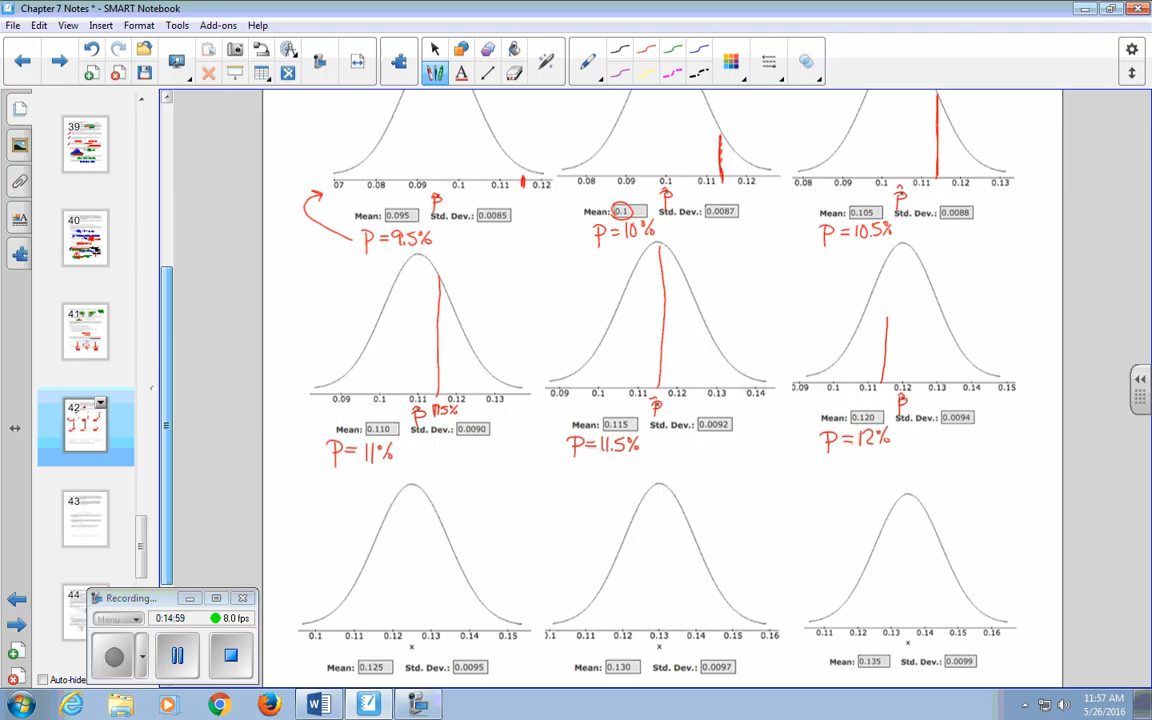 Chapter 7 Notes * - SMART Notebook
File Edit View Insert Format Tools Add-ons Help
39
40
41
42
43
44
07 0.08 0.09 0.1 0.11 0.12
0.08 0.09 0.1 0.11 0.12
0.08 0.09 0.1 0.11 0.12 0.13
p̂
p̂
p̂
Mean: 0.095 Std. Dev.: 0.0085
Mean: 0.1 Std. Dev.: 0.0087
Mean: 0.105 Std. Dev.: 0.0088
P = 9.5%
P = 10%
P = 10.5%
0.09 0.1 0.11 0.12 0.13
0.09 0.1 0.11 0.12 0.13 0.14
0.09 0.1 0.11 0.12 0.13 0.14 0.15
p̂ 11.5%
p̂
p̂
Mean: 0.110 Std. Dev.: 0.0090
Mean: 0.115 Std. Dev.: 0.0092
Mean: 0.120 Std. Dev.: 0.0094
P = 11%
P = 11.5%
P = 12%
0.1 0.11 0.12 0.13 0.14 0.15
).1 0.11 0.12 0.13 0.14 0.15 0.16
0.11 0.12 0.13 0.14 0.15 0.16
x
x
x
Mean: 0.125 Std. Dev.: 0.0095
Mean: 0.130 Std. Dev.: 0.0097
Mean: 0.135 Std. Dev.: 0.0099
Recording...
Menu 0:14:59 8.0 fps
Auto-hide
11:57 AM
5/26/2016